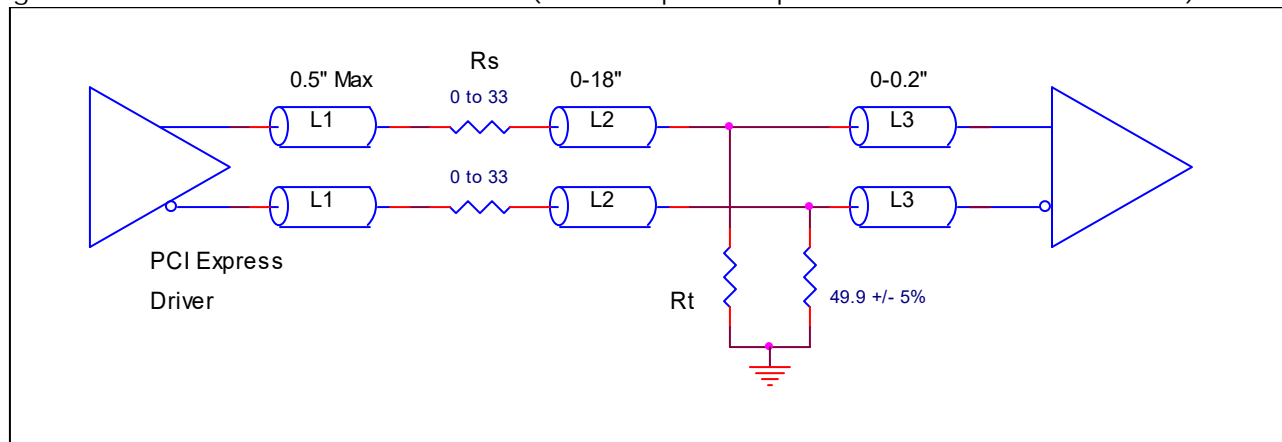 Rs
0.5" Max
0-18"
0-0.2"
0 to 33
L1
L2
L3
0 to 33
L1
L2
L3
PCI Express
Driver
Rt
49.9 +/- 5%